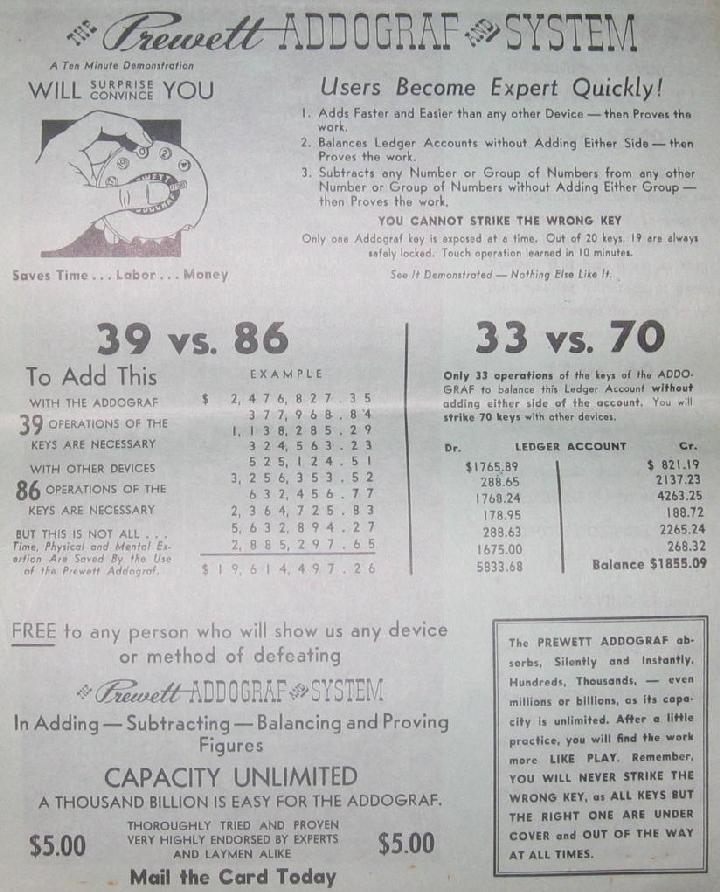 THE Prewett ADDOGRAF AND SYSTEM
A Ten Minute Demonstration
WILL SURPRISE CONVINCE YOU
Saves Time . . . Labor . . . Money
Users Become Expert Quickly!
1. Adds Faster and Easier than any other Device — then Proves the
work.
2. Balances Ledger Accounts without Adding Either Side — then
Proves the work.
3. Subtracts any Number or Group of Numbers from any other
Number or Group of Numbers without Adding Either Group —
then Proves the work.
YOU CANNOT STRIKE THE WRONG KEY
Only one Addograf key is exposed at a time. Out of 20 keys 19 are always
safely locked. Touch operation learned in 10 minutes.
See It Demonstrated — Nothing Else Like It.
39 vs. 86
To Add This
WITH THE ADDOGRAF
39 OPERATIONS OF THE
KEYS ARE NECESSARY
WITH OTHER DEVICES
86 OPERATIONS OF THE
KEYS ARE NECESSARY
BUT THIS IS NOT ALL . . .
Time, Physical and Mental Ex-
ertion Are Saved By the Use
of the Prewett Addograf.
EXAMPLE
$ 2,476,827.35
377,968.84
1,138,285.29
324,563.23
525,124.51
3,256,353.52
632,456.77
2,364,725.83
5,632,894.27
2,885,297.65
$19,614,497.26
33 vs. 70
Only 33 operations of the keys of the ADDO-
GRAF to balance this Ledger Account without
adding either side of the account. You will
strike 70 keys with other devices.
Dr. LEDGER ACCOUNT Cr.
$1765.89 $ 821.19
288.65 2137.23
1768.24 4263.25
178.95 188.72
288.63 2265.24
1675.00 268.32
5833.68 Balance $1855.09
FREE to any person who will show us any device
or method of defeating
THE Prewett ADDOGRAF AND SYSTEM
In Adding — Subtracting — Balancing and Proving
Figures
CAPACITY UNLIMITED
A THOUSAND BILLION IS EASY FOR THE ADDOGRAF.
$5.00 THOROUGHLY TRIED AND PROVEN $5.00
VERY HIGHLY ENDORSED BY EXPERTS
AND LAYMEN ALIKE
Mail the Card Today
The PREWETT ADDOGRAF ab-
sorbs, Silently and Instantly,
Hundreds, Thousands, — even
millions or billions, as its capa-
city is unlimited. After a little
practice, you will find the work
more LIKE PLAY. Remember,
YOU WILL NEVER STRIKE THE
WRONG KEY, as ALL KEYS BUT
THE RIGHT ONE ARE UNDER
COVER and OUT OF THE WAY
AT ALL TIMES.